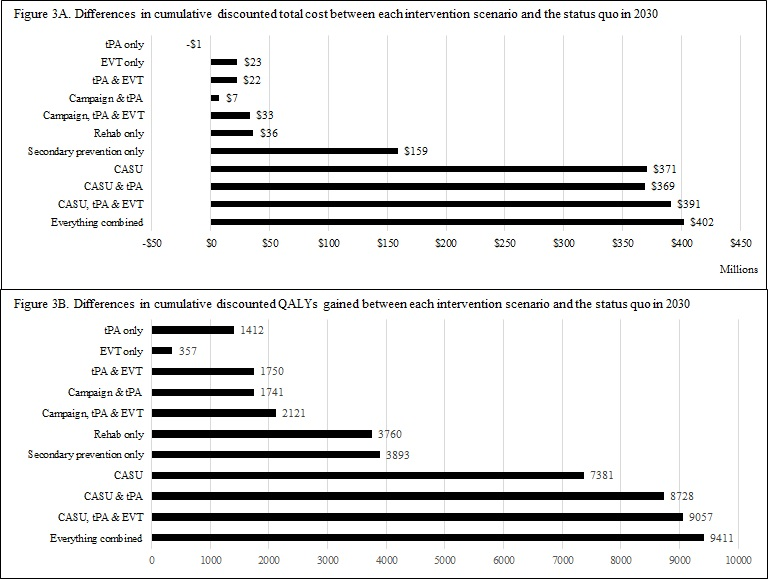 Figure 3A. Differences in cumulative discounted total cost between each intervention scenario and the status quo in 2030
tPA only -$1
EVT only $23
tPA & EVT $22
Campaign & tPA $7
Campaign, tPA & EVT $33
Rehab only $36
Secondary prevention only $159
CASU $371
CASU & tPA $369
CASU, tPA & EVT $391
Everything combined $402
-$50 $0 $50 $100 $150 $200 $250 $300 $350 $400 $450
Millions
Figure 3B. Differences in cumulative discounted QALYs gained between each intervention scenario and the status quo in 2030
tPA only 1412
EVT only 357
tPA & EVT 1750
Campaign & tPA 1741
Campaign, tPA & EVT 2121
Rehab only 3760
Secondary prevention only 3893
CASU 7381
CASU & tPA 8728
CASU, tPA & EVT 9057
Everything combined 9411
0 1000 2000 3000 4000 5000 6000 7000 8000 9000 10000